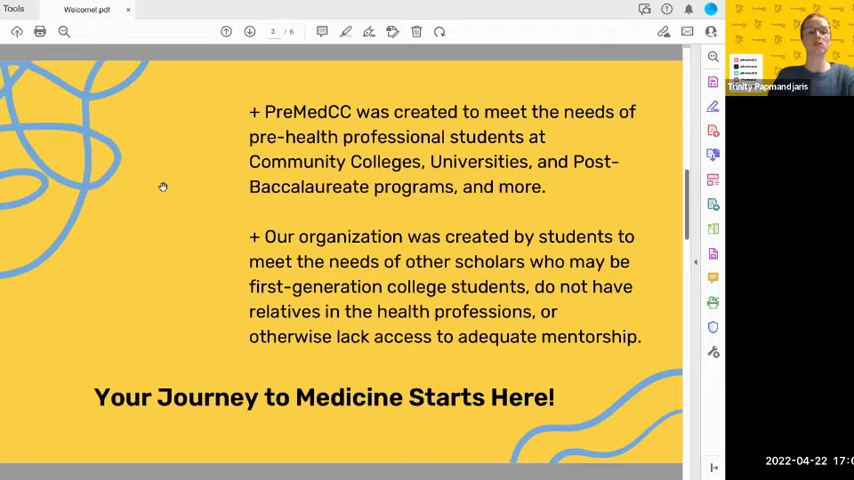 Tools
Welcome!.pdf
×
3 / 6
+ PreMedCC was created to meet the needs of
pre-health professional students at
Community Colleges, Universities, and Post-
Baccalaureate programs, and more.
+ Our organization was created by students to
meet the needs of other scholars who may be
first-generation college students, do not have
relatives in the health professions, or
otherwise lack access to adequate mentorship.
Your Journey to Medicine Starts Here!
Trinity Papmandjaris
2022-04-22 17:0